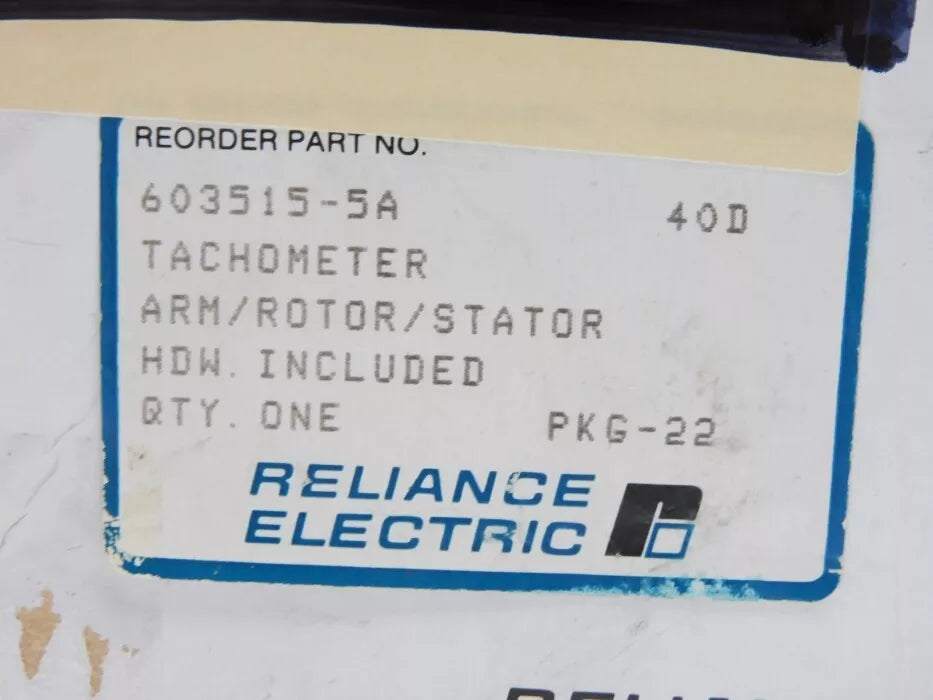 REORDER PART NO.
603515-5A 40D
TACHOMETER
ARM/ROTOR/STATOR
HDW. INCLUDED
QTY. ONE PKG-22
RELIANCE
ELECTRIC